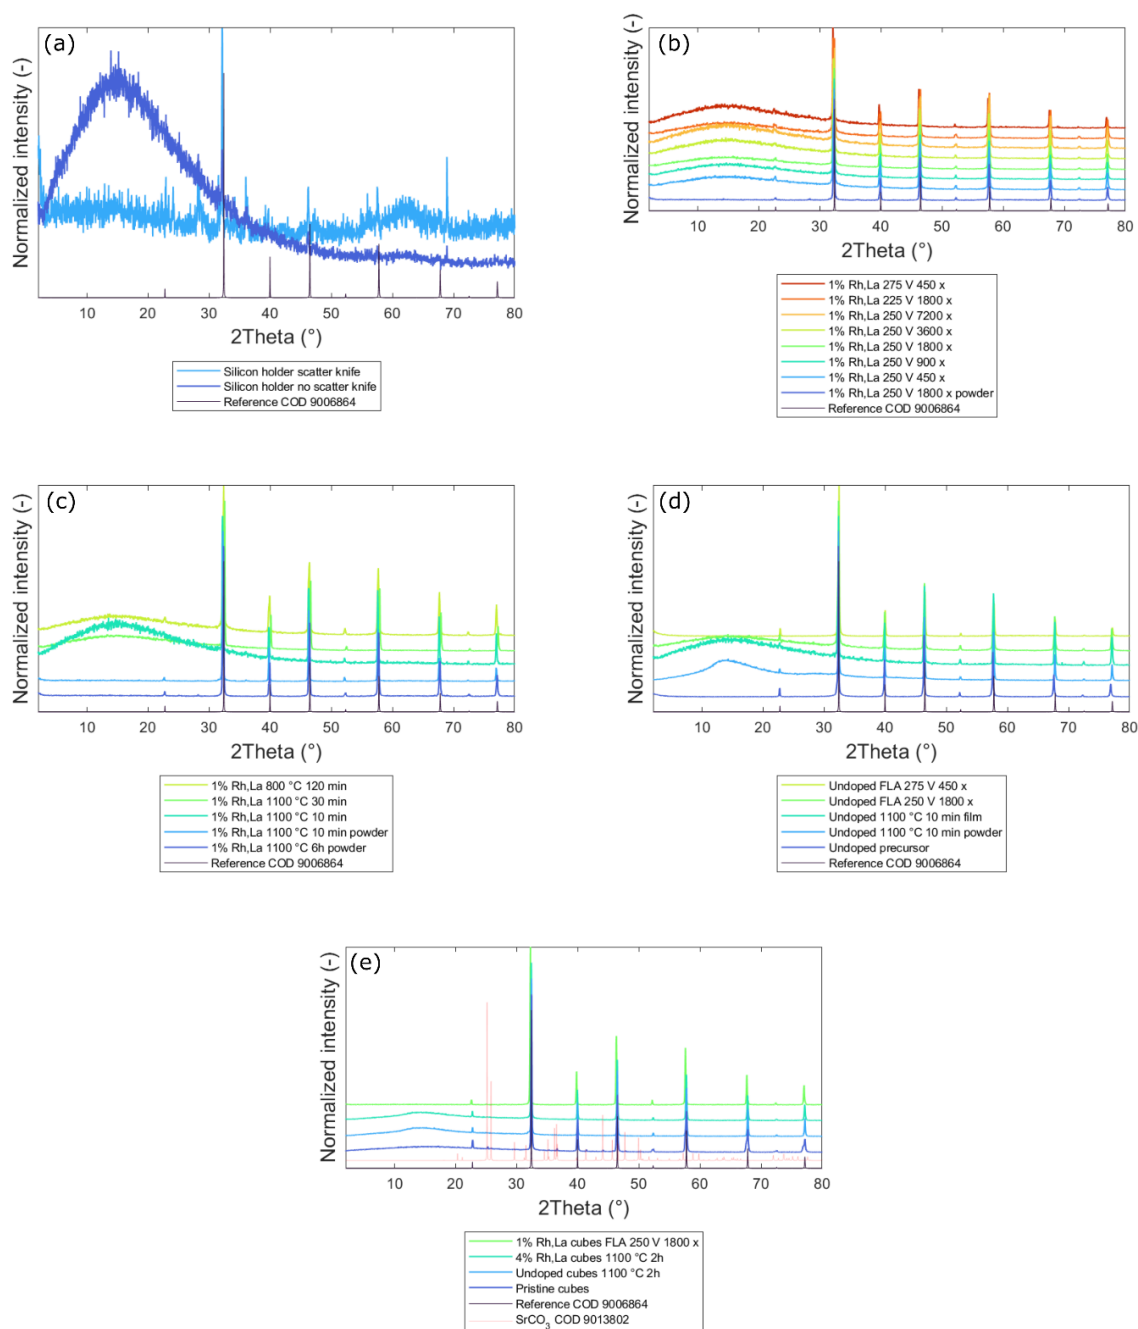 (a)
Normalized intensity (-)
10 20 30 40 50 60 70 80
2Theta (°)
Silicon holder scatter knife
Silicon holder no scatter knife
Reference COD 9006864
(b)
Normalized intensity (-)
10 20 30 40 50 60 70 80
2Theta (°)
1% Rh,La 275 V 450 x
1% Rh,La 225 V 1800 x
1% Rh,La 250 V 7200 x
1% Rh,La 250 V 3600 x
1% Rh,La 250 V 1800 x
1% Rh,La 250 V 900 x
1% Rh,La 250 V 450 x
1% Rh,La 250 V 1800 x powder
Reference COD 9006864
(c)
Normalized intensity (-)
10 20 30 40 50 60 70 80
2Theta (°)
1% Rh,La 800 °C 120 min
1% Rh,La 1100 °C 30 min
1% Rh,La 1100 °C 10 min
1% Rh,La 1100 °C 10 min powder
1% Rh,La 1100 °C 6h powder
Reference COD 9006864
(d)
Normalized intensity (-)
10 20 30 40 50 60 70 80
2Theta (°)
Undoped FLA 275 V 450 x
Undoped FLA 250 V 1800 x
Undoped 1100 °C 10 min film
Undoped 1100 °C 10 min powder
Undoped precursor
Reference COD 9006864
(e)
Normalized intensity (-)
10 20 30 40 50 60 70 80
2Theta (°)
1% Rh,La cubes FLA 250 V 1800 x
4% Rh,La cubes 1100 °C 2h
Undoped cubes 1100 °C 2h
Pristine cubes
Reference COD 9006864
SrCO₃ COD 9013802